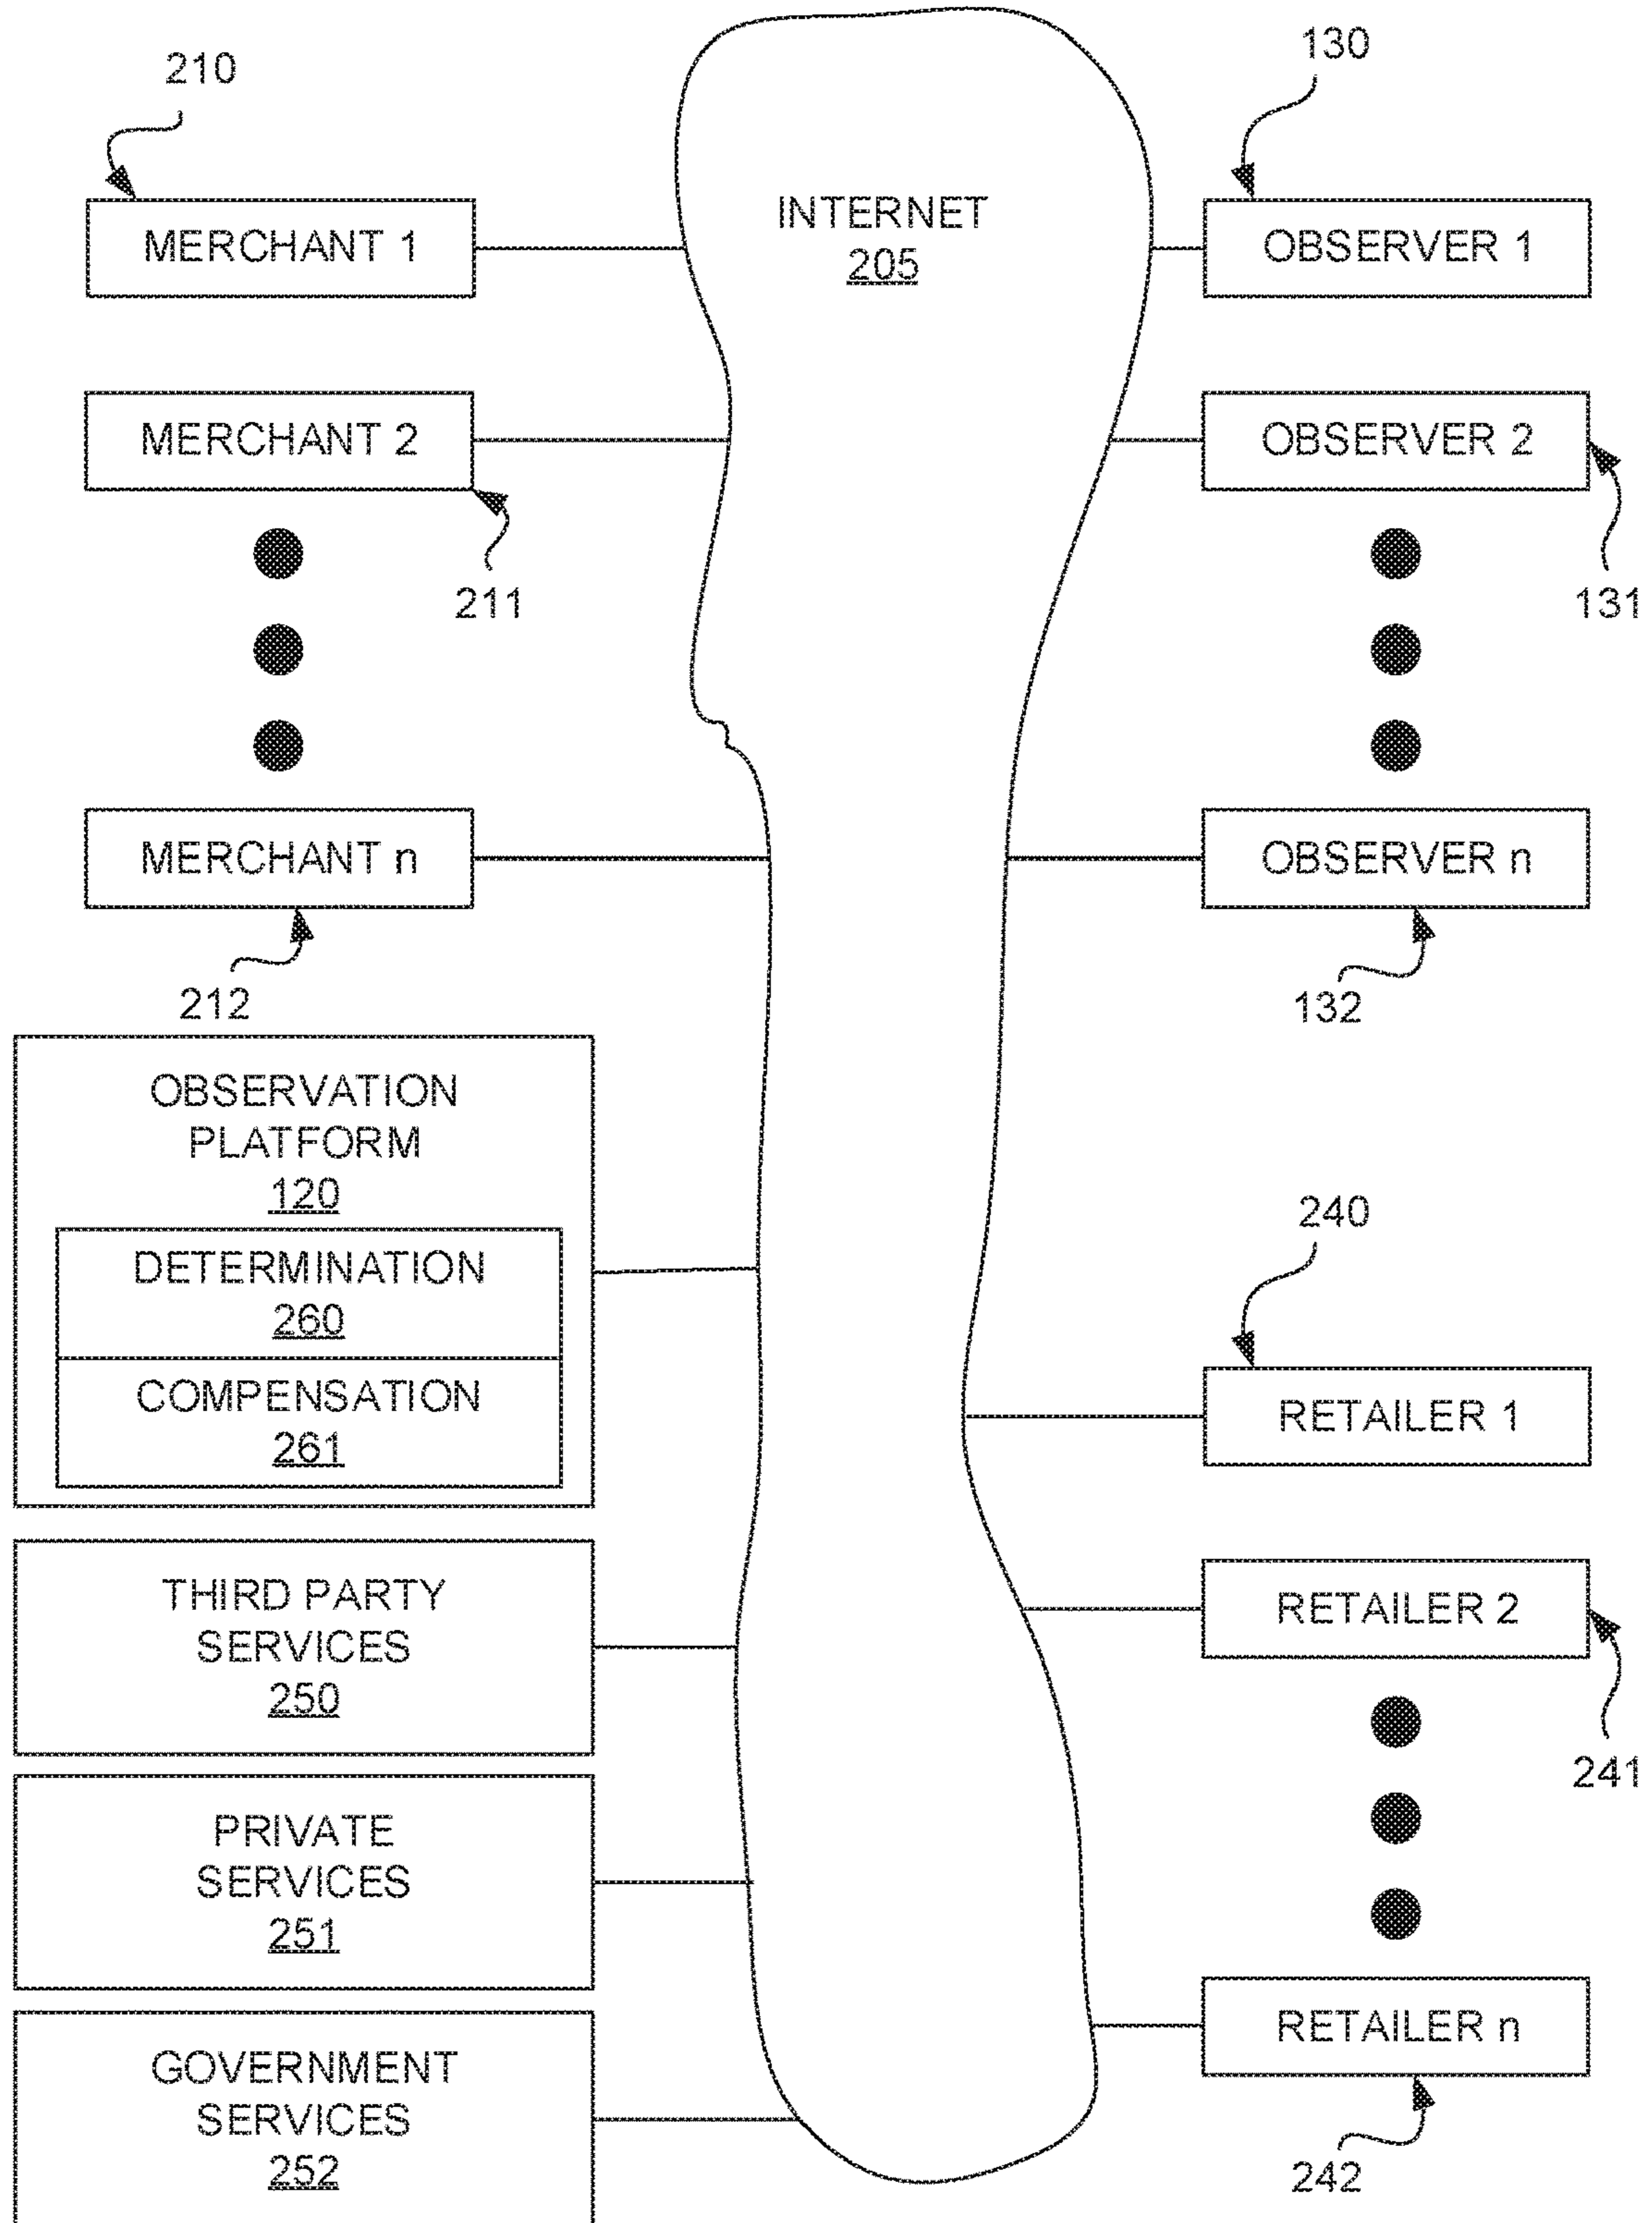 210
130
INTERNET
205
MERCHANT 1
OBSERVER 1
MERCHANT 2
OBSERVER 2
211
131
MERCHANT n
OBSERVER n
212
132
OBSERVATION
PLATFORM
120
DETERMINATION
260
COMPENSATION
261
240
RETAILER 1
THIRD PARTY
SERVICES
250
RETAILER 2
241
PRIVATE
SERVICES
251
RETAILER n
GOVERNMENT
SERVICES
252
242